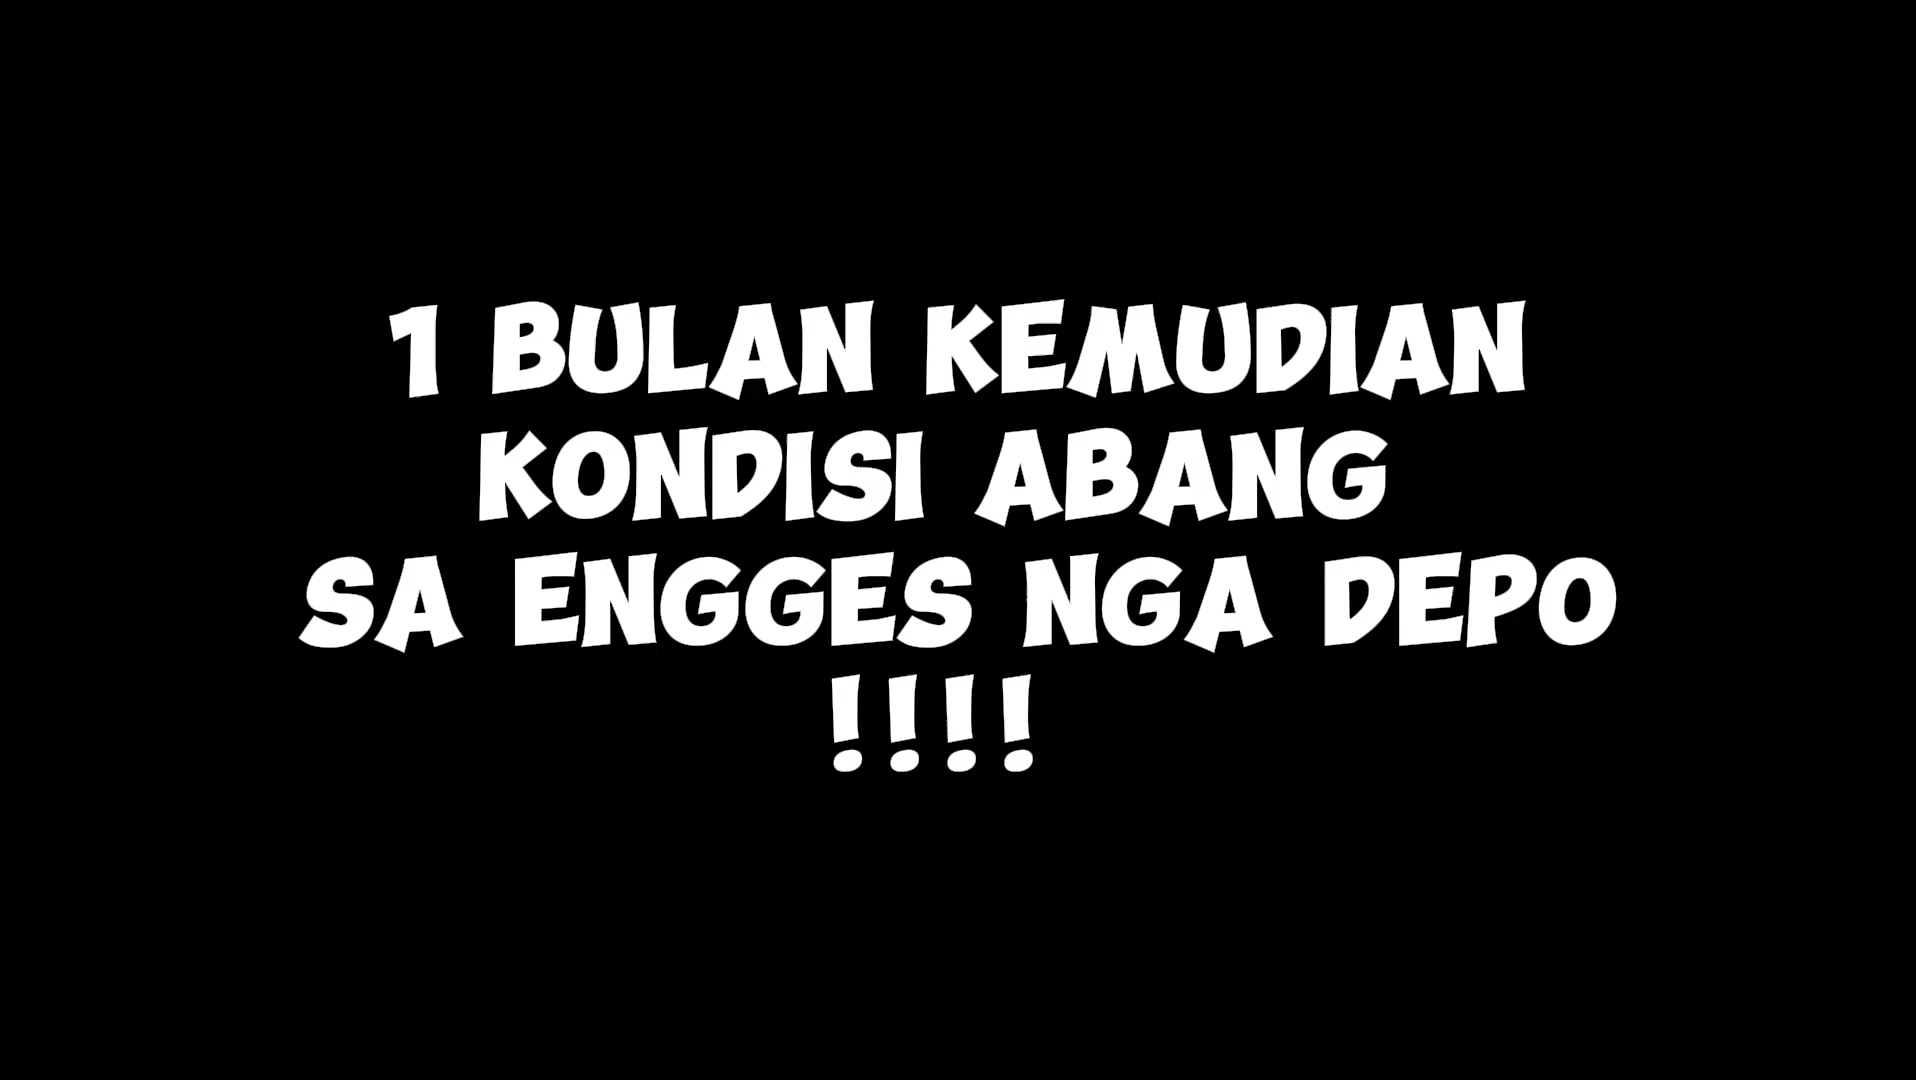 1 BULAN KEMUDIAN
KONDISI ABANG
SA ENGGES NGA DEPO
!!!!